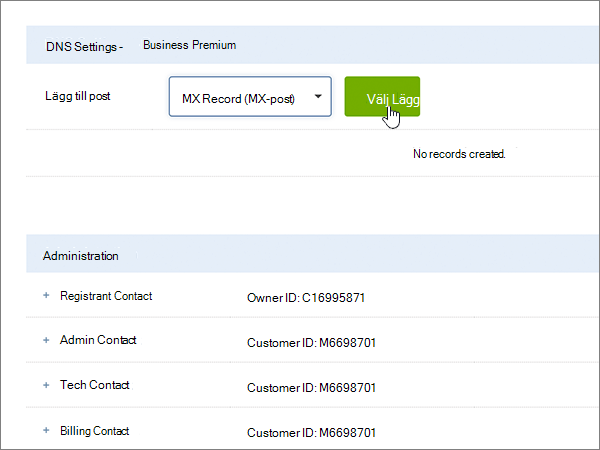 DNS Settings - Business Premium
Lägg till post MX Record (MX-post) Välj Lägg
No records created.
Administration
+ Registrant Contact Owner ID: C16995871
+ Admin Contact Customer ID: M6698701
+ Tech Contact Customer ID: M6698701
+ Billing Contact Customer ID: M6698701